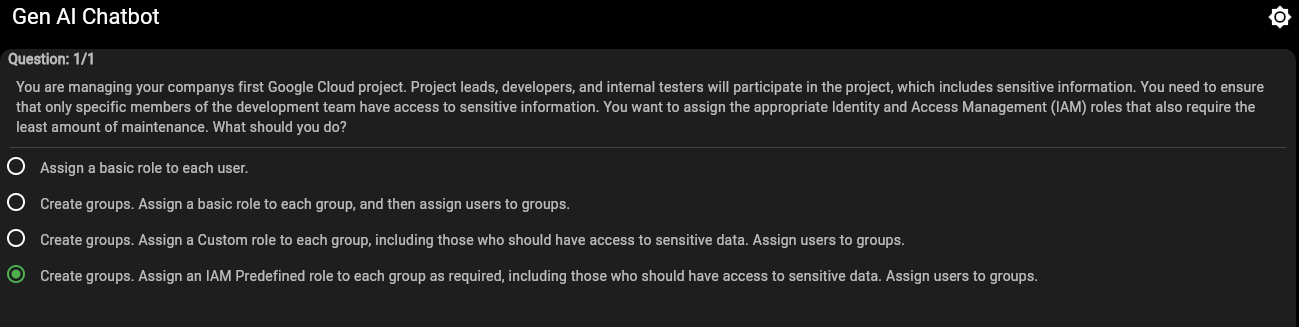 Gen AI Chatbot
Question: 1/1
You are managing your companys first Google Cloud project. Project leads, developers, and internal testers will participate in the project, which includes sensitive information. You need to ensure
that only specific members of the development team have access to sensitive information. You want to assign the appropriate Identity and Access Management (IAM) roles that also require the
least amount of maintenance. What should you do?
Assign a basic role to each user.
Create groups. Assign a basic role to each group, and then assign users to groups.
Create groups. Assign a Custom role to each group, including those who should have access to sensitive data. Assign users to groups.
Create groups. Assign an IAM Predefined role to each group as required, including those who should have access to sensitive data. Assign users to groups.